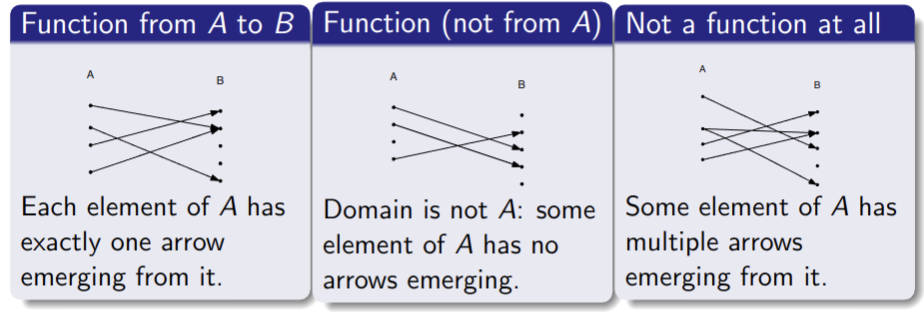 Function from A to B
A
B
Each element of A has
exactly one arrow
emerging from it.
Function (not from A)
A
B
Domain is not A: some
element of A has no
arrows emerging.
Not a function at all
A
B
Some element of A has
multiple arrows
emerging from it.